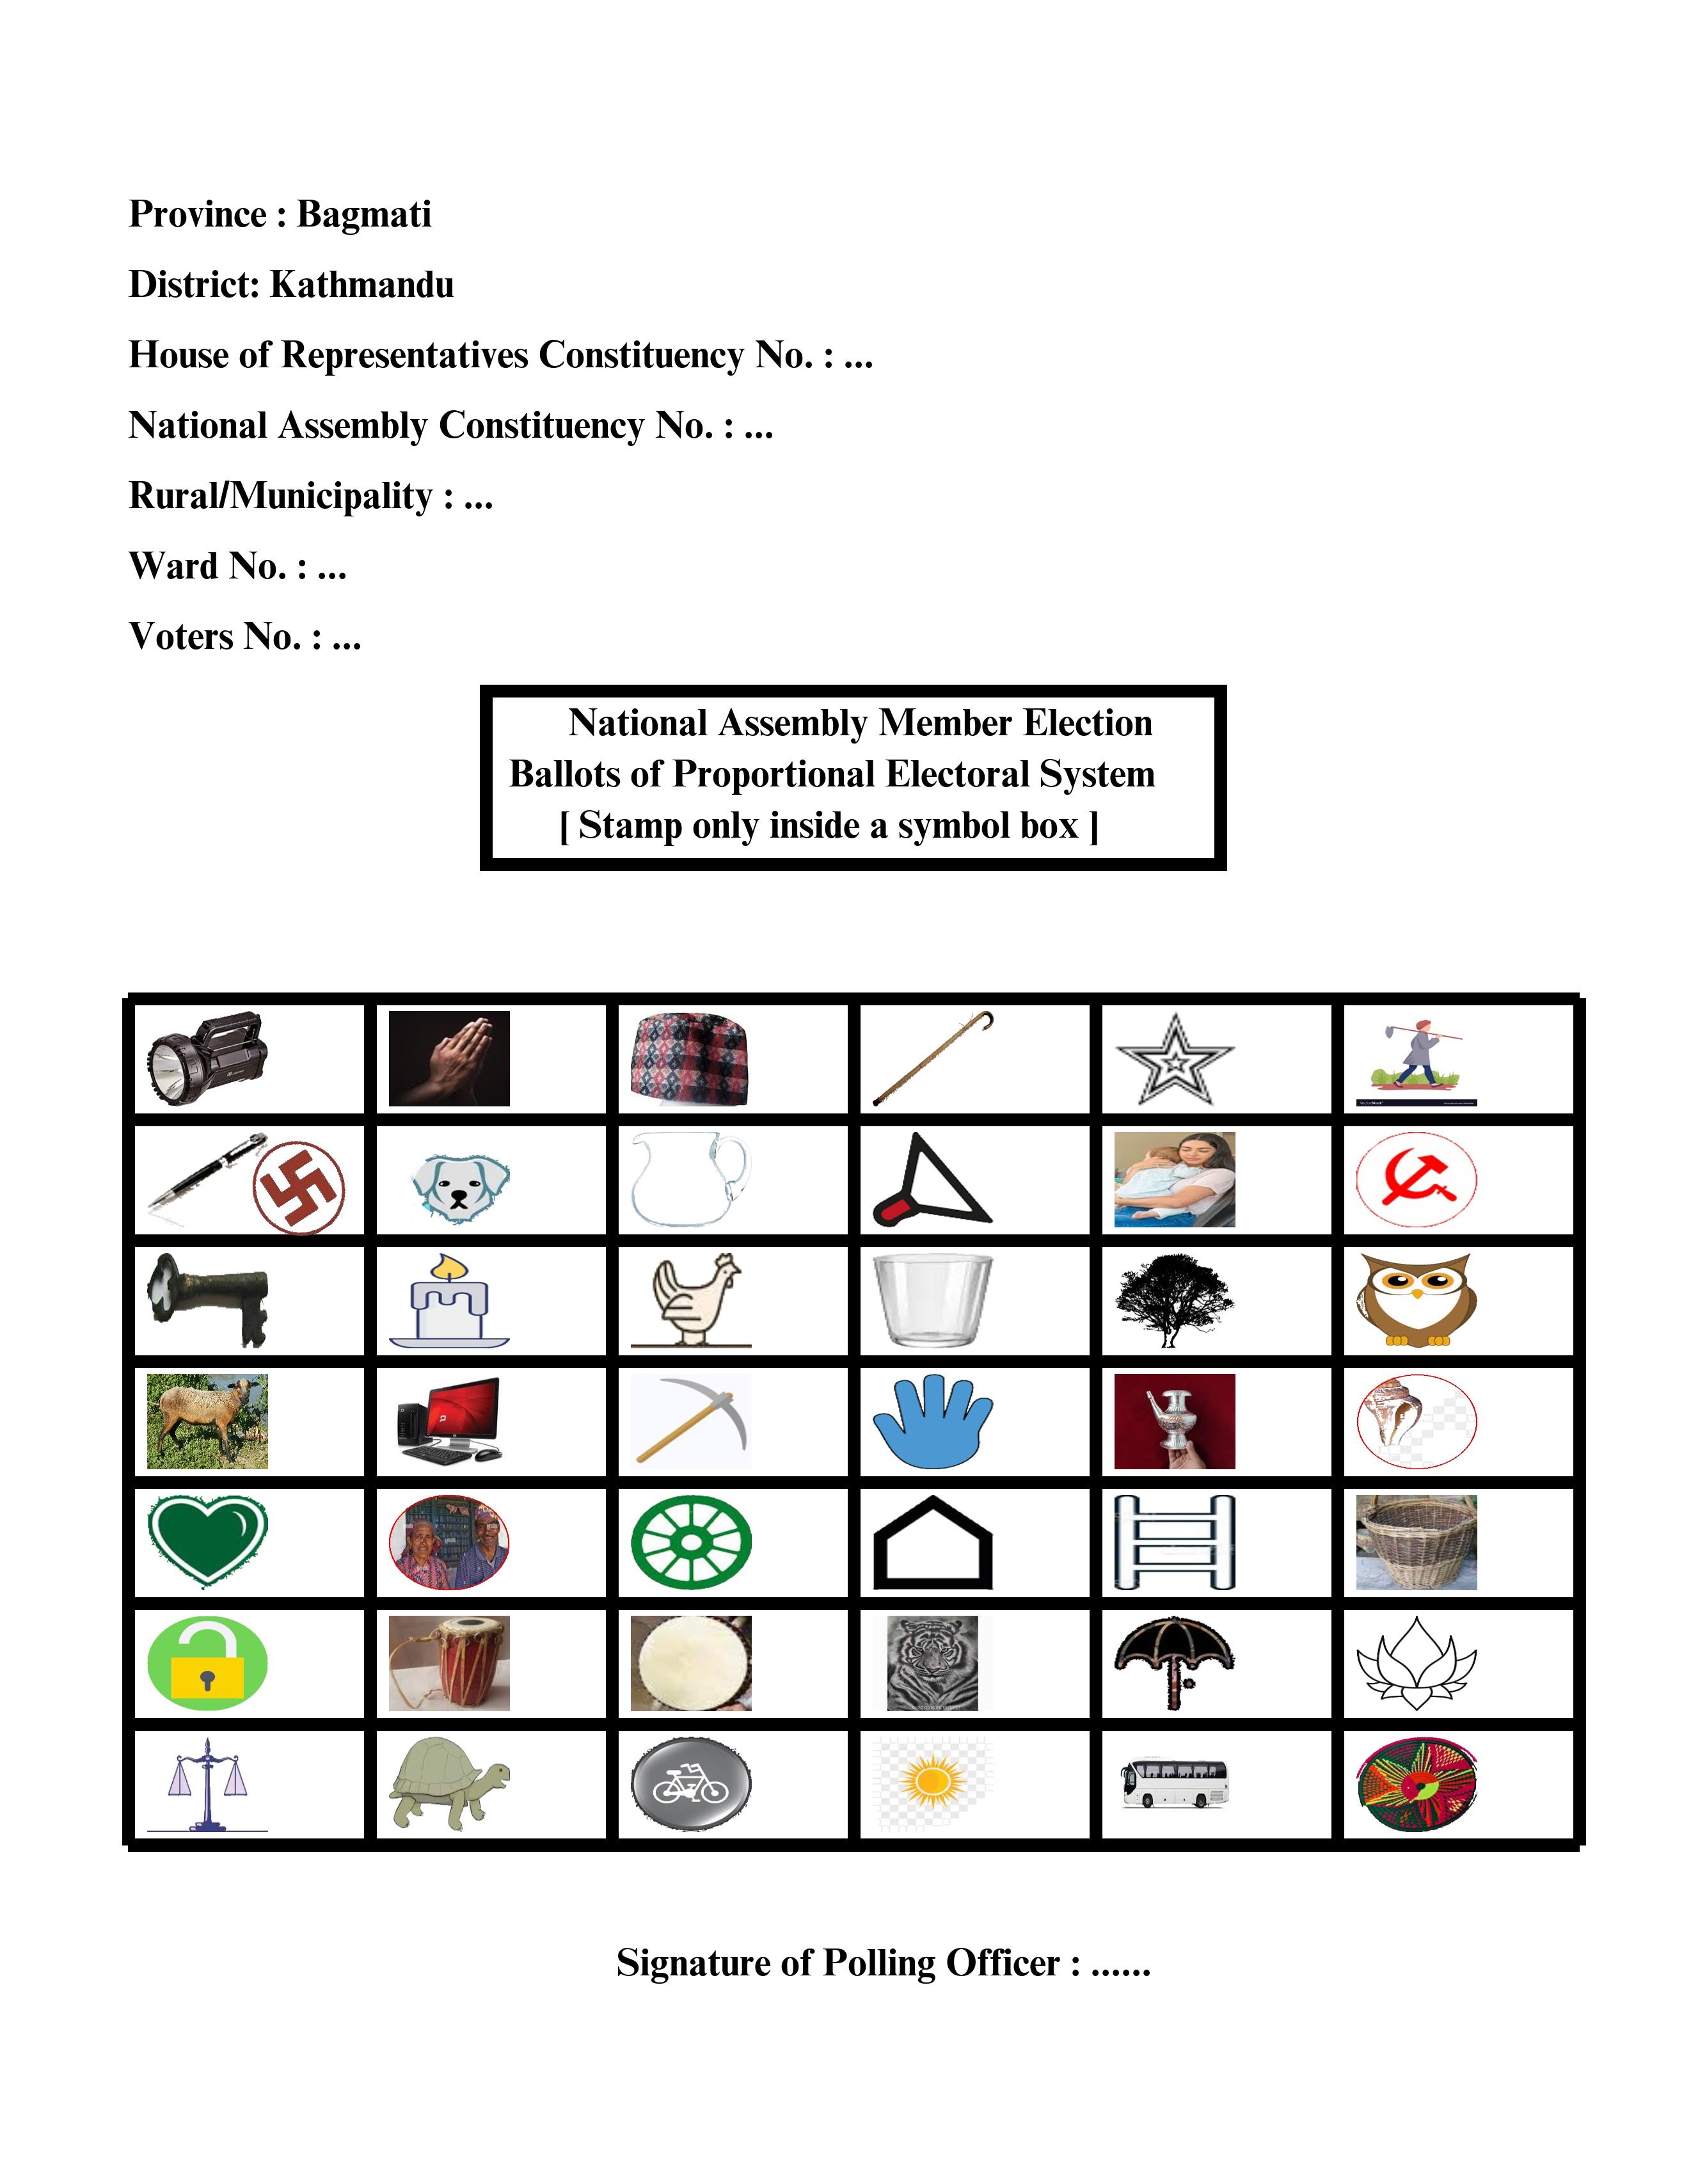 Province : Bagmati
District: Kathmandu
House of Representatives Constituency No. : ...
National Assembly Constituency No. : ...
Rural/Municipality : ...
Ward No. : ...
Voters No. : ...
National Assembly Member Election
Ballots of Proportional Electoral System
[ Stamp only inside a symbol box ]
Signature of Polling Officer : ......